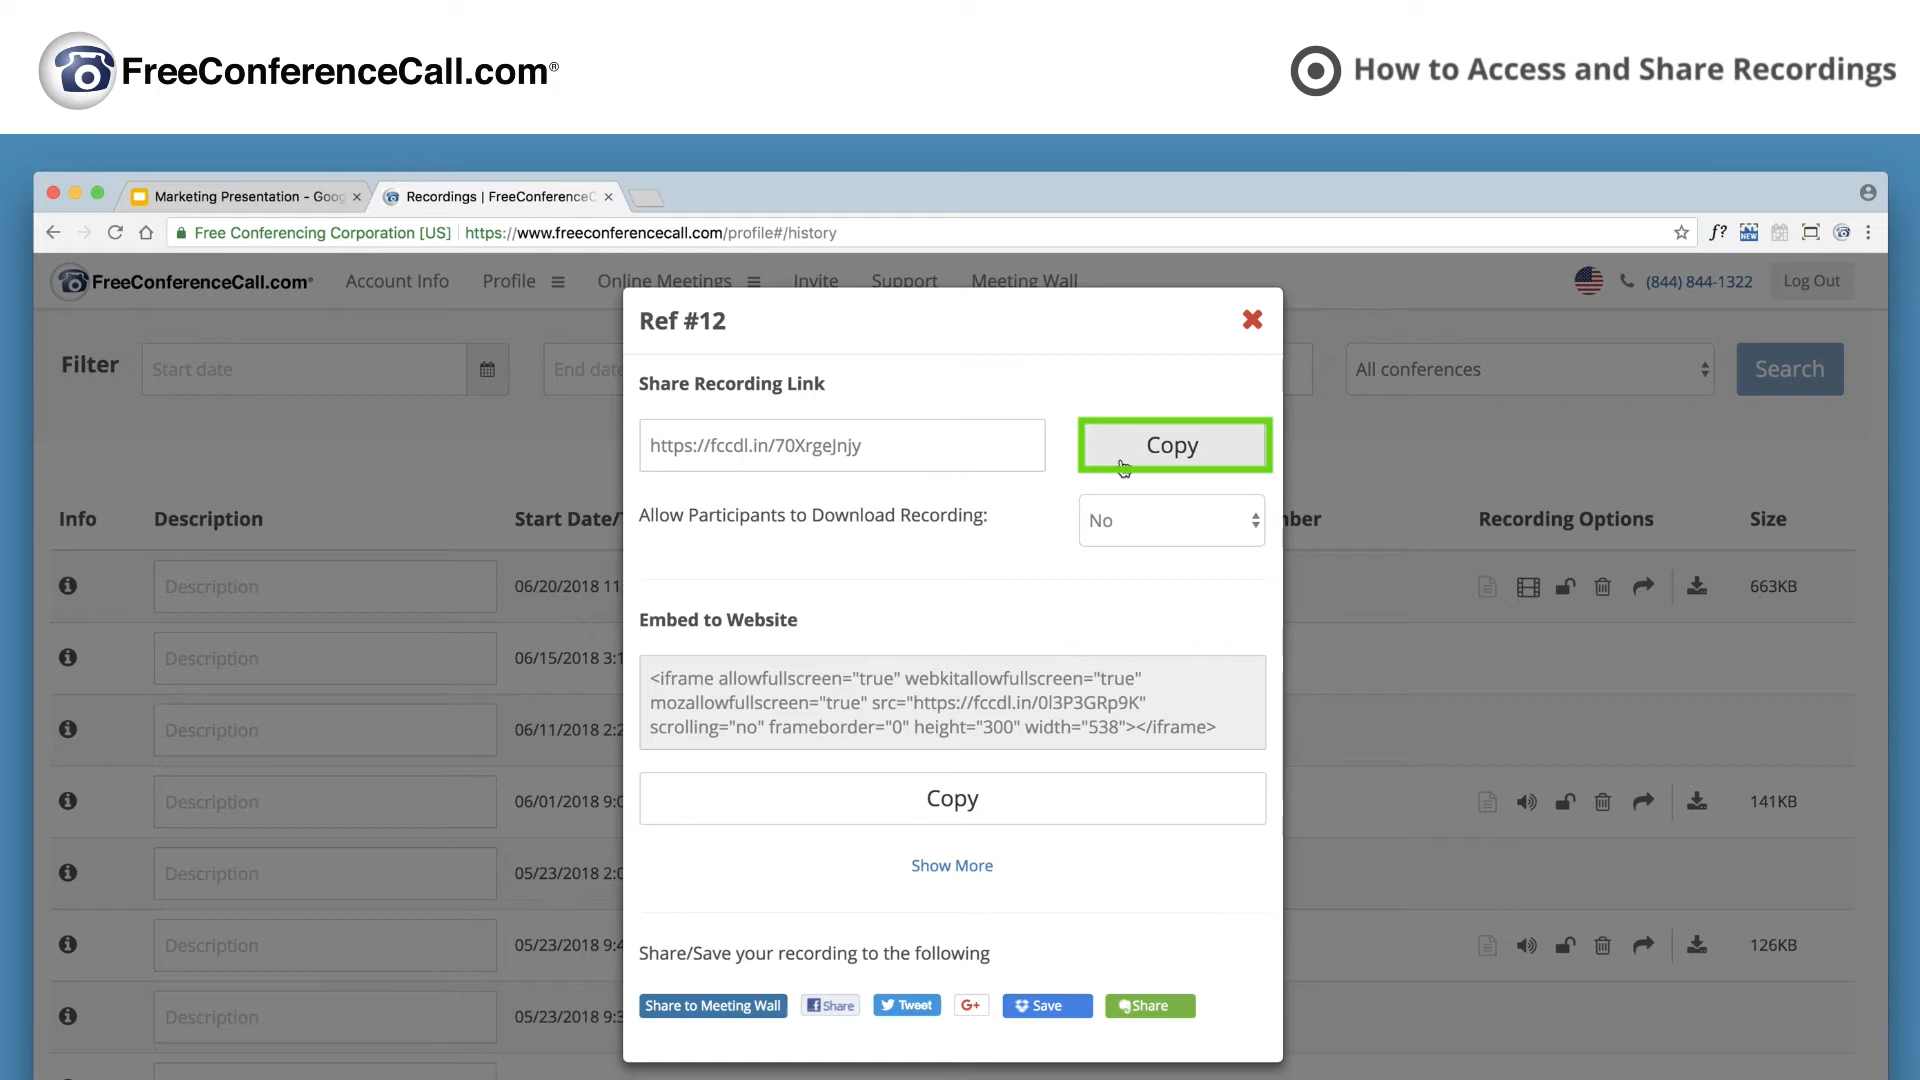 FreeConferenceCall.com®
How to Access and Share Recordings
Marketing Presentation - Goog
Recordings | FreeConferenceC
Free Conferencing Corporation [US] https://www.freeconferencecall.com/profile#/history
f?
NEW
FreeConferenceCall.com® Account Info Profile Online Meetings Invite Support Meeting Wall (844) 844-1322 Log Out
Ref #12
Filter Start date End date All conferences Search
Share Recording Link
https://fccdl.in/70XrgeJnjy Copy
Allow Participants to Download Recording: No
Info Description Start Date/ Recording Options Size
Description 06/20/2018 11 663KB
Embed to Website
Description 06/15/2018 3:1
<iframe allowfullscreen="true" webkitallowfullscreen="true"
mozallowfullscreen="true" src="https://fccdl.in/0l3P3GRp9K"
scrolling="no" frameborder="0" height="300" width="538"></iframe>
Description 06/11/2018 2:2
Copy
Description 06/01/2018 9:0 141KB
Show More
Description 05/23/2018 2:0
Share/Save your recording to the following
Description 05/23/2018 9:4 126KB
Share to Meeting Wall Share Tweet G+ Save Share
Description 05/23/2018 9:3